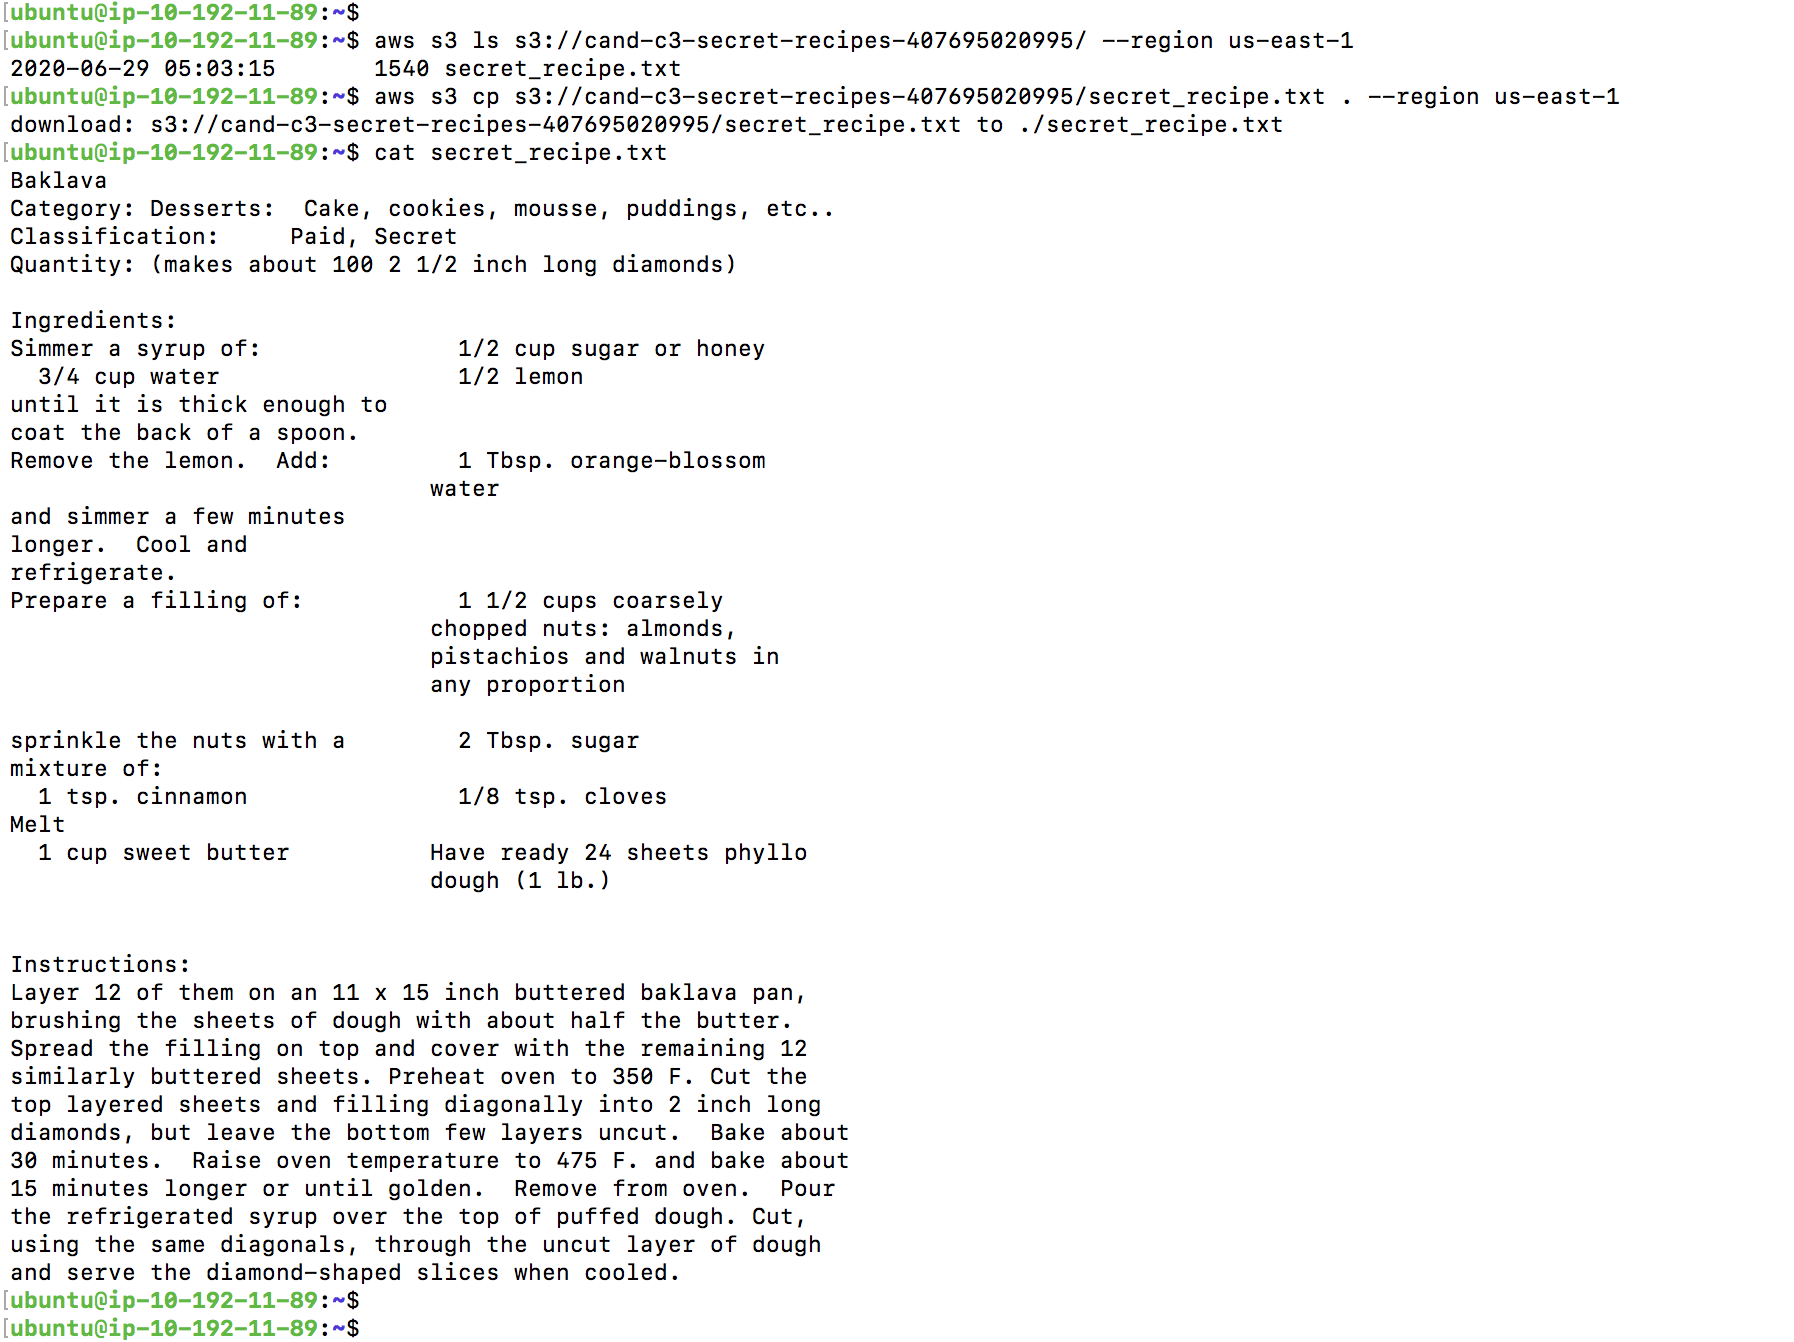 [ubuntu@ip-10-192-11-89:~$
[ubuntu@ip-10-192-11-89:~$ aws s3 ls s3://cand-c3-secret-recipes-407695020995/ --region us-east-1
2020-06-29 05:03:15       1540 secret_recipe.txt
[ubuntu@ip-10-192-11-89:~$ aws s3 cp s3://cand-c3-secret-recipes-407695020995/secret_recipe.txt . --region us-east-1
download: s3://cand-c3-secret-recipes-407695020995/secret_recipe.txt to ./secret_recipe.txt
[ubuntu@ip-10-192-11-89:~$ cat secret_recipe.txt
Baklava
Category: Desserts:  Cake, cookies, mousse, puddings, etc..
Classification:     Paid, Secret
Quantity: (makes about 100 2 1/2 inch long diamonds)
Ingredients:
Simmer a syrup of:              1/2 cup sugar or honey
  3/4 cup water                 1/2 lemon
until it is thick enough to
coat the back of a spoon.
Remove the lemon.  Add:         1 Tbsp. orange-blossom
                              water
and simmer a few minutes
longer.  Cool and
refrigerate.
Prepare a filling of:           1 1/2 cups coarsely
                              chopped nuts: almonds,
                              pistachios and walnuts in
                              any proportion
sprinkle the nuts with a        2 Tbsp. sugar
mixture of:
  1 tsp. cinnamon               1/8 tsp. cloves
Melt
  1 cup sweet butter          Have ready 24 sheets phyllo
                              dough (1 lb.)
Instructions:
Layer 12 of them on an 11 x 15 inch buttered baklava pan,
brushing the sheets of dough with about half the butter.
Spread the filling on top and cover with the remaining 12
similarly buttered sheets. Preheat oven to 350 F. Cut the
top layered sheets and filling diagonally into 2 inch long
diamonds, but leave the bottom few layers uncut.  Bake about
30 minutes.  Raise oven temperature to 475 F. and bake about
15 minutes longer or until golden.  Remove from oven.  Pour
the refrigerated syrup over the top of puffed dough. Cut,
using the same diagonals, through the uncut layer of dough
and serve the diamond-shaped slices when cooled.
[ubuntu@ip-10-192-11-89:~$
[ubuntu@ip-10-192-11-89:~$